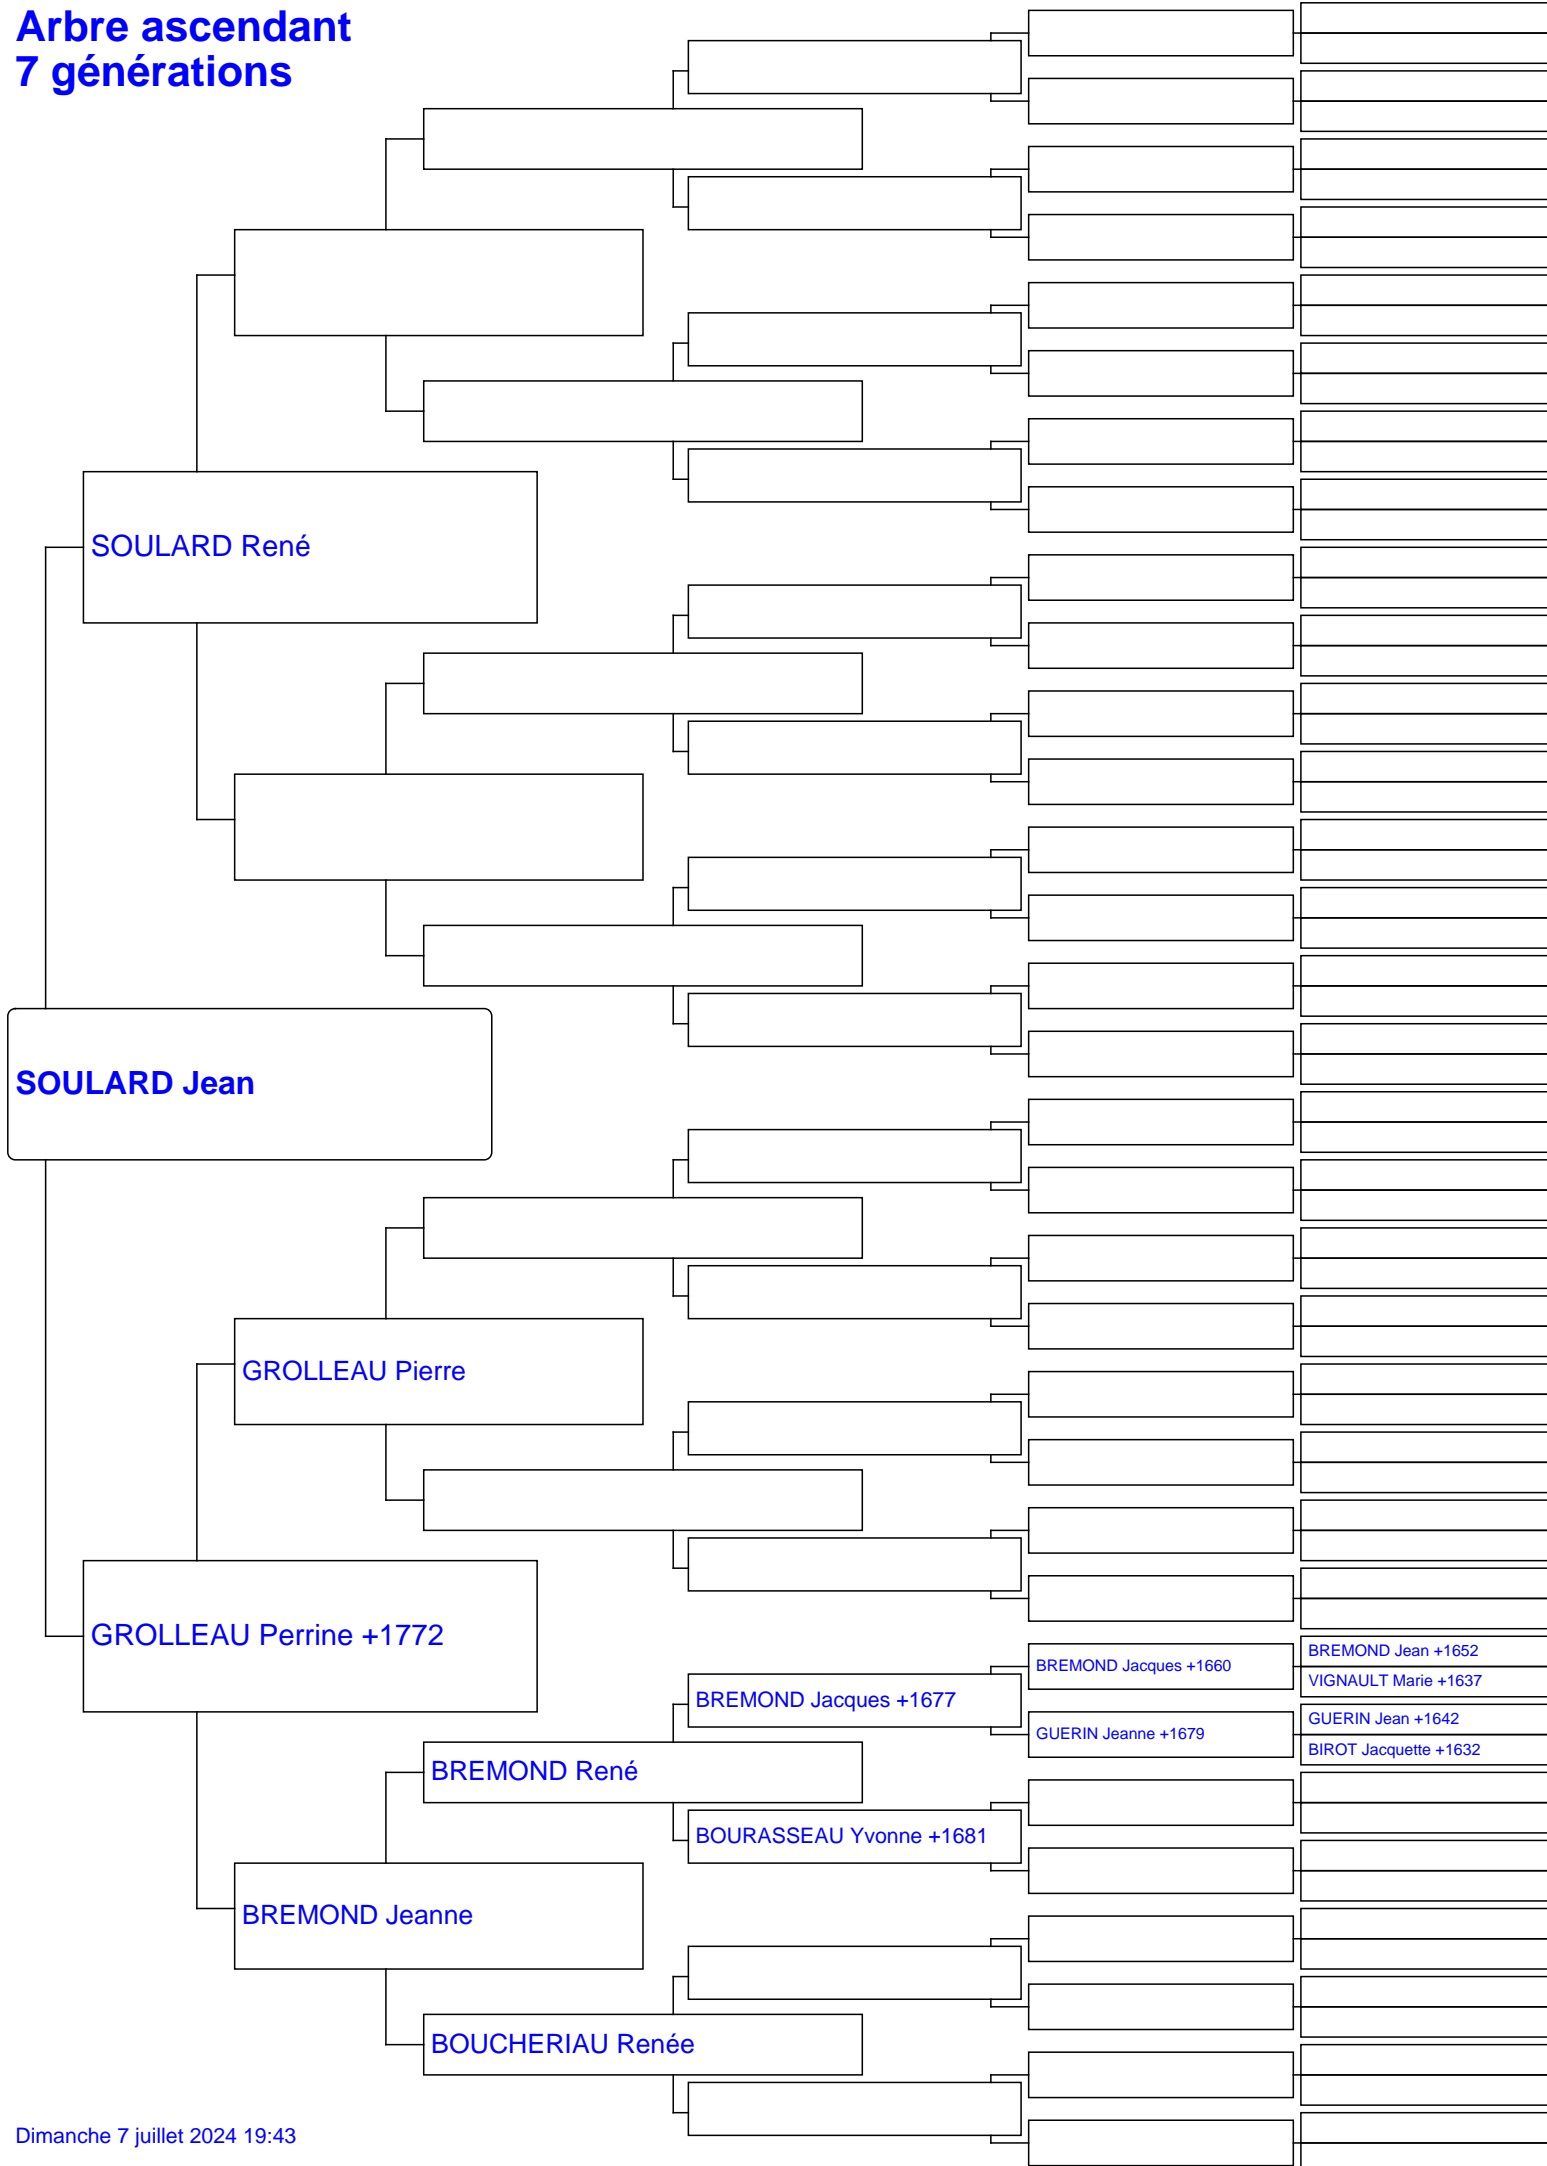 Arbre ascendant
7 générations
SOULARD René
SOULARD Jean
GROLLEAU Pierre
GROLLEAU Perrine +1772
BREMOND Jean +1652
BREMOND Jacques +1660
VIGNAULT Marie +1637
BREMOND Jacques +1677
GUERIN Jean +1642
GUERIN Jeanne +1679
BIROT Jacquette +1632
BREMOND René
BOURASSEAU Yvonne +1681
BREMOND Jeanne
BOUCHERIAU Renée
Dimanche 7 juillet 2024 19:43